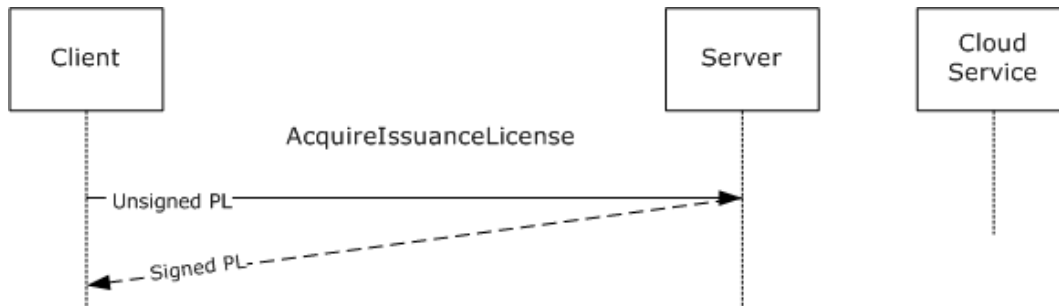 Client
Server
Cloud
Service
AcquireIssuanceLicense
Unsigned PL
Signed PL